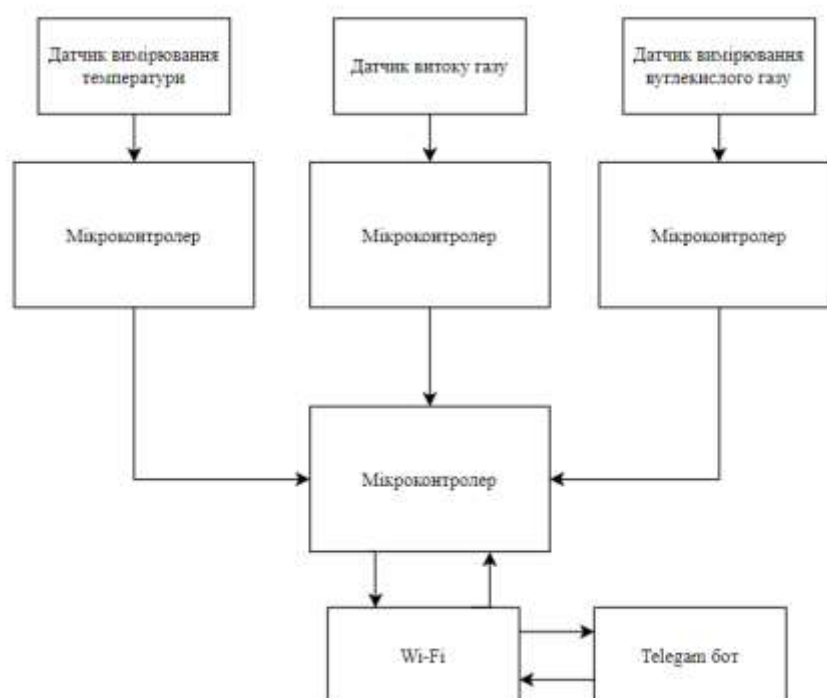 Датчик вимірювання
температури
Датчик витоку газу
Датчик вимірювання
вуглекислого газу
Мікроконтролер
Мікроконтролер
Мікроконтролер
Мікроконтролер
Wi-Fi
Telegam бот